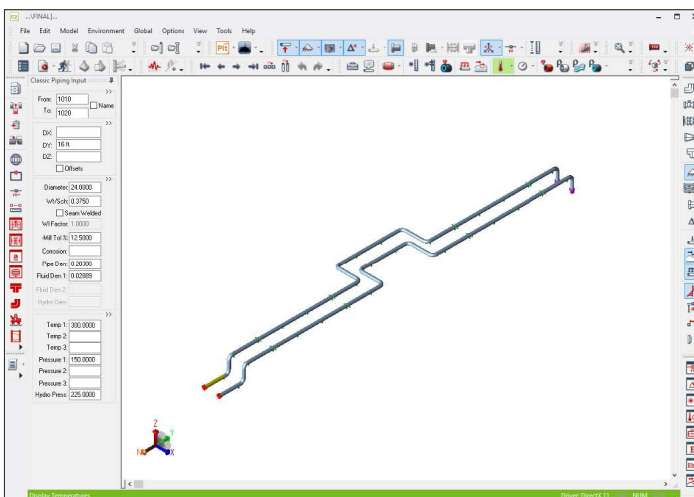 ..\FINAL]...
File Edit Model Environment Global Options View Tools Help
Classic Piping Input
>>
From: 1010
Name
To: 1020
>>
DX:
DY: 16 ft.
DZ:
Offsets
>>
Diameter: 24.0000
Wt/Sch: 0.3750
Seam Welded
Wl Factor: 1.0000
-Mill Tol %: 12.5000
Corrosion:
Pipe Den: 0.28300
Fluid Den 1: 0.02889
Fluid Den 2:
Hydro Den:
>>
Temp 1: 300.0000
Temp 2:
Temp 3:
Pressure 1: 150.0000
Pressure 2:
Pressure 3:
Hydro Press: 225.0000
Z
Y
X
Display Temperatures
Driver: DirectX 11 NUM